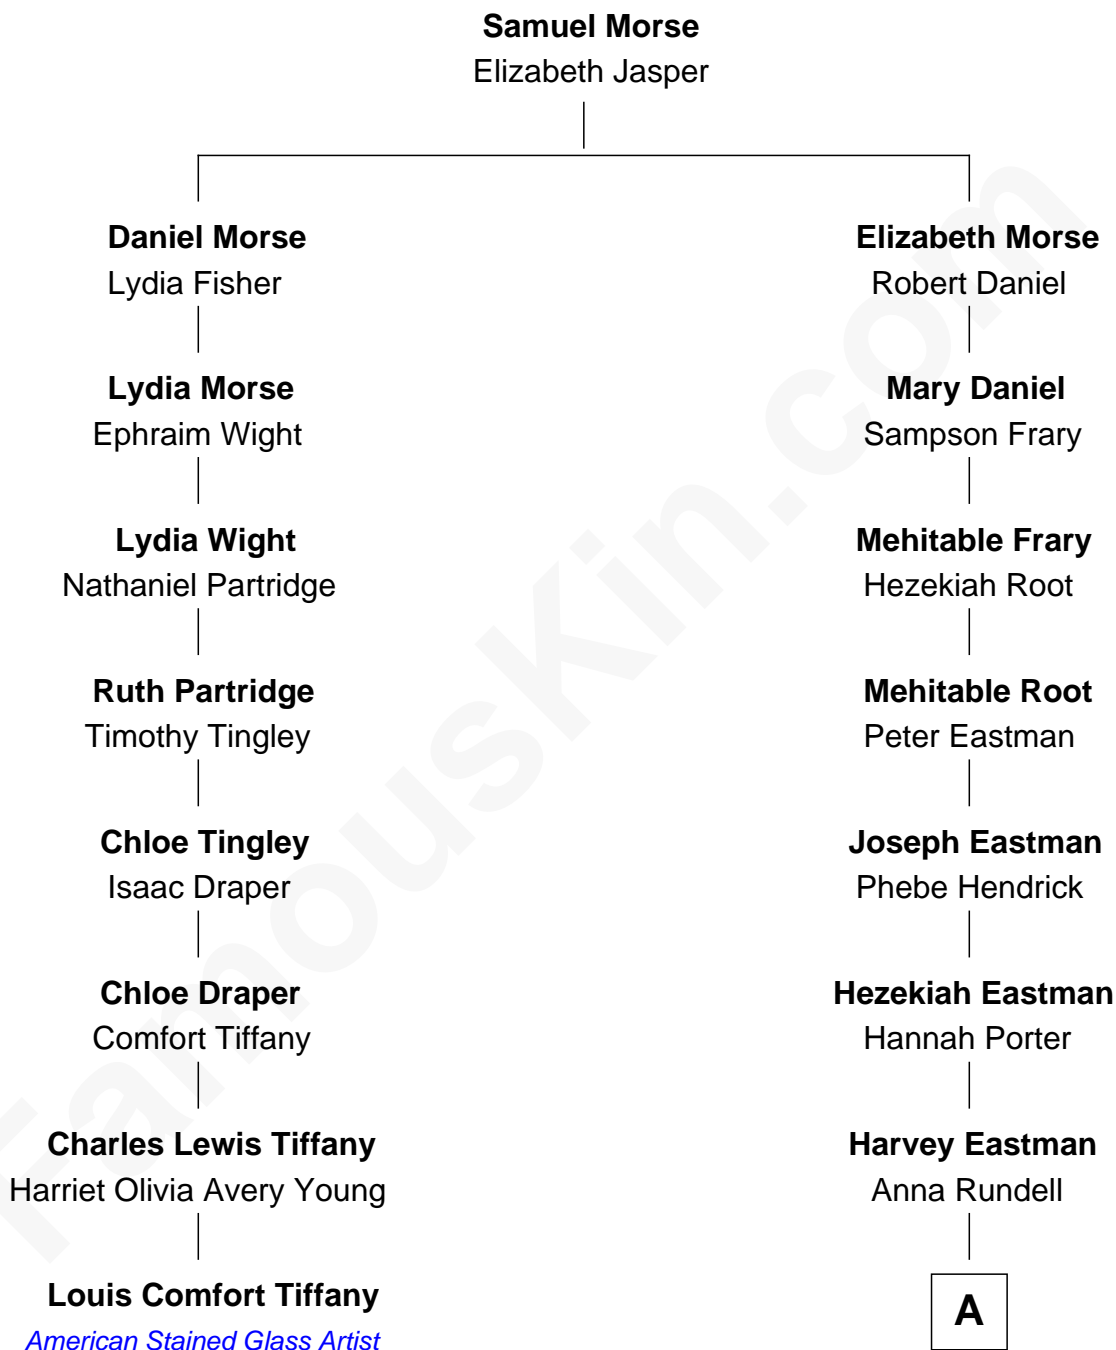 Samuel Morse
Elizabeth Jasper
Daniel Morse
Lydia Fisher
Elizabeth Morse
Robert Daniel
Lydia Morse
Ephraim Wight
Mary Daniel
Sampson Frary
Lydia Wight
Nathaniel Partridge
Mehitable Frary
Hezekiah Root
Ruth Partridge
Timothy Tingley
Mehitable Root
Peter Eastman
Chloe Tingley
Isaac Draper
Joseph Eastman
Phebe Hendrick
Chloe Draper
Comfort Tiffany
Hezekiah Eastman
Hannah Porter
Charles Lewis Tiffany
Harriet Olivia Avery Young
Harvey Eastman
Anna Rundell
Louis Comfort Tiffany
American Stained Glass Artist
A
FamousKin.com